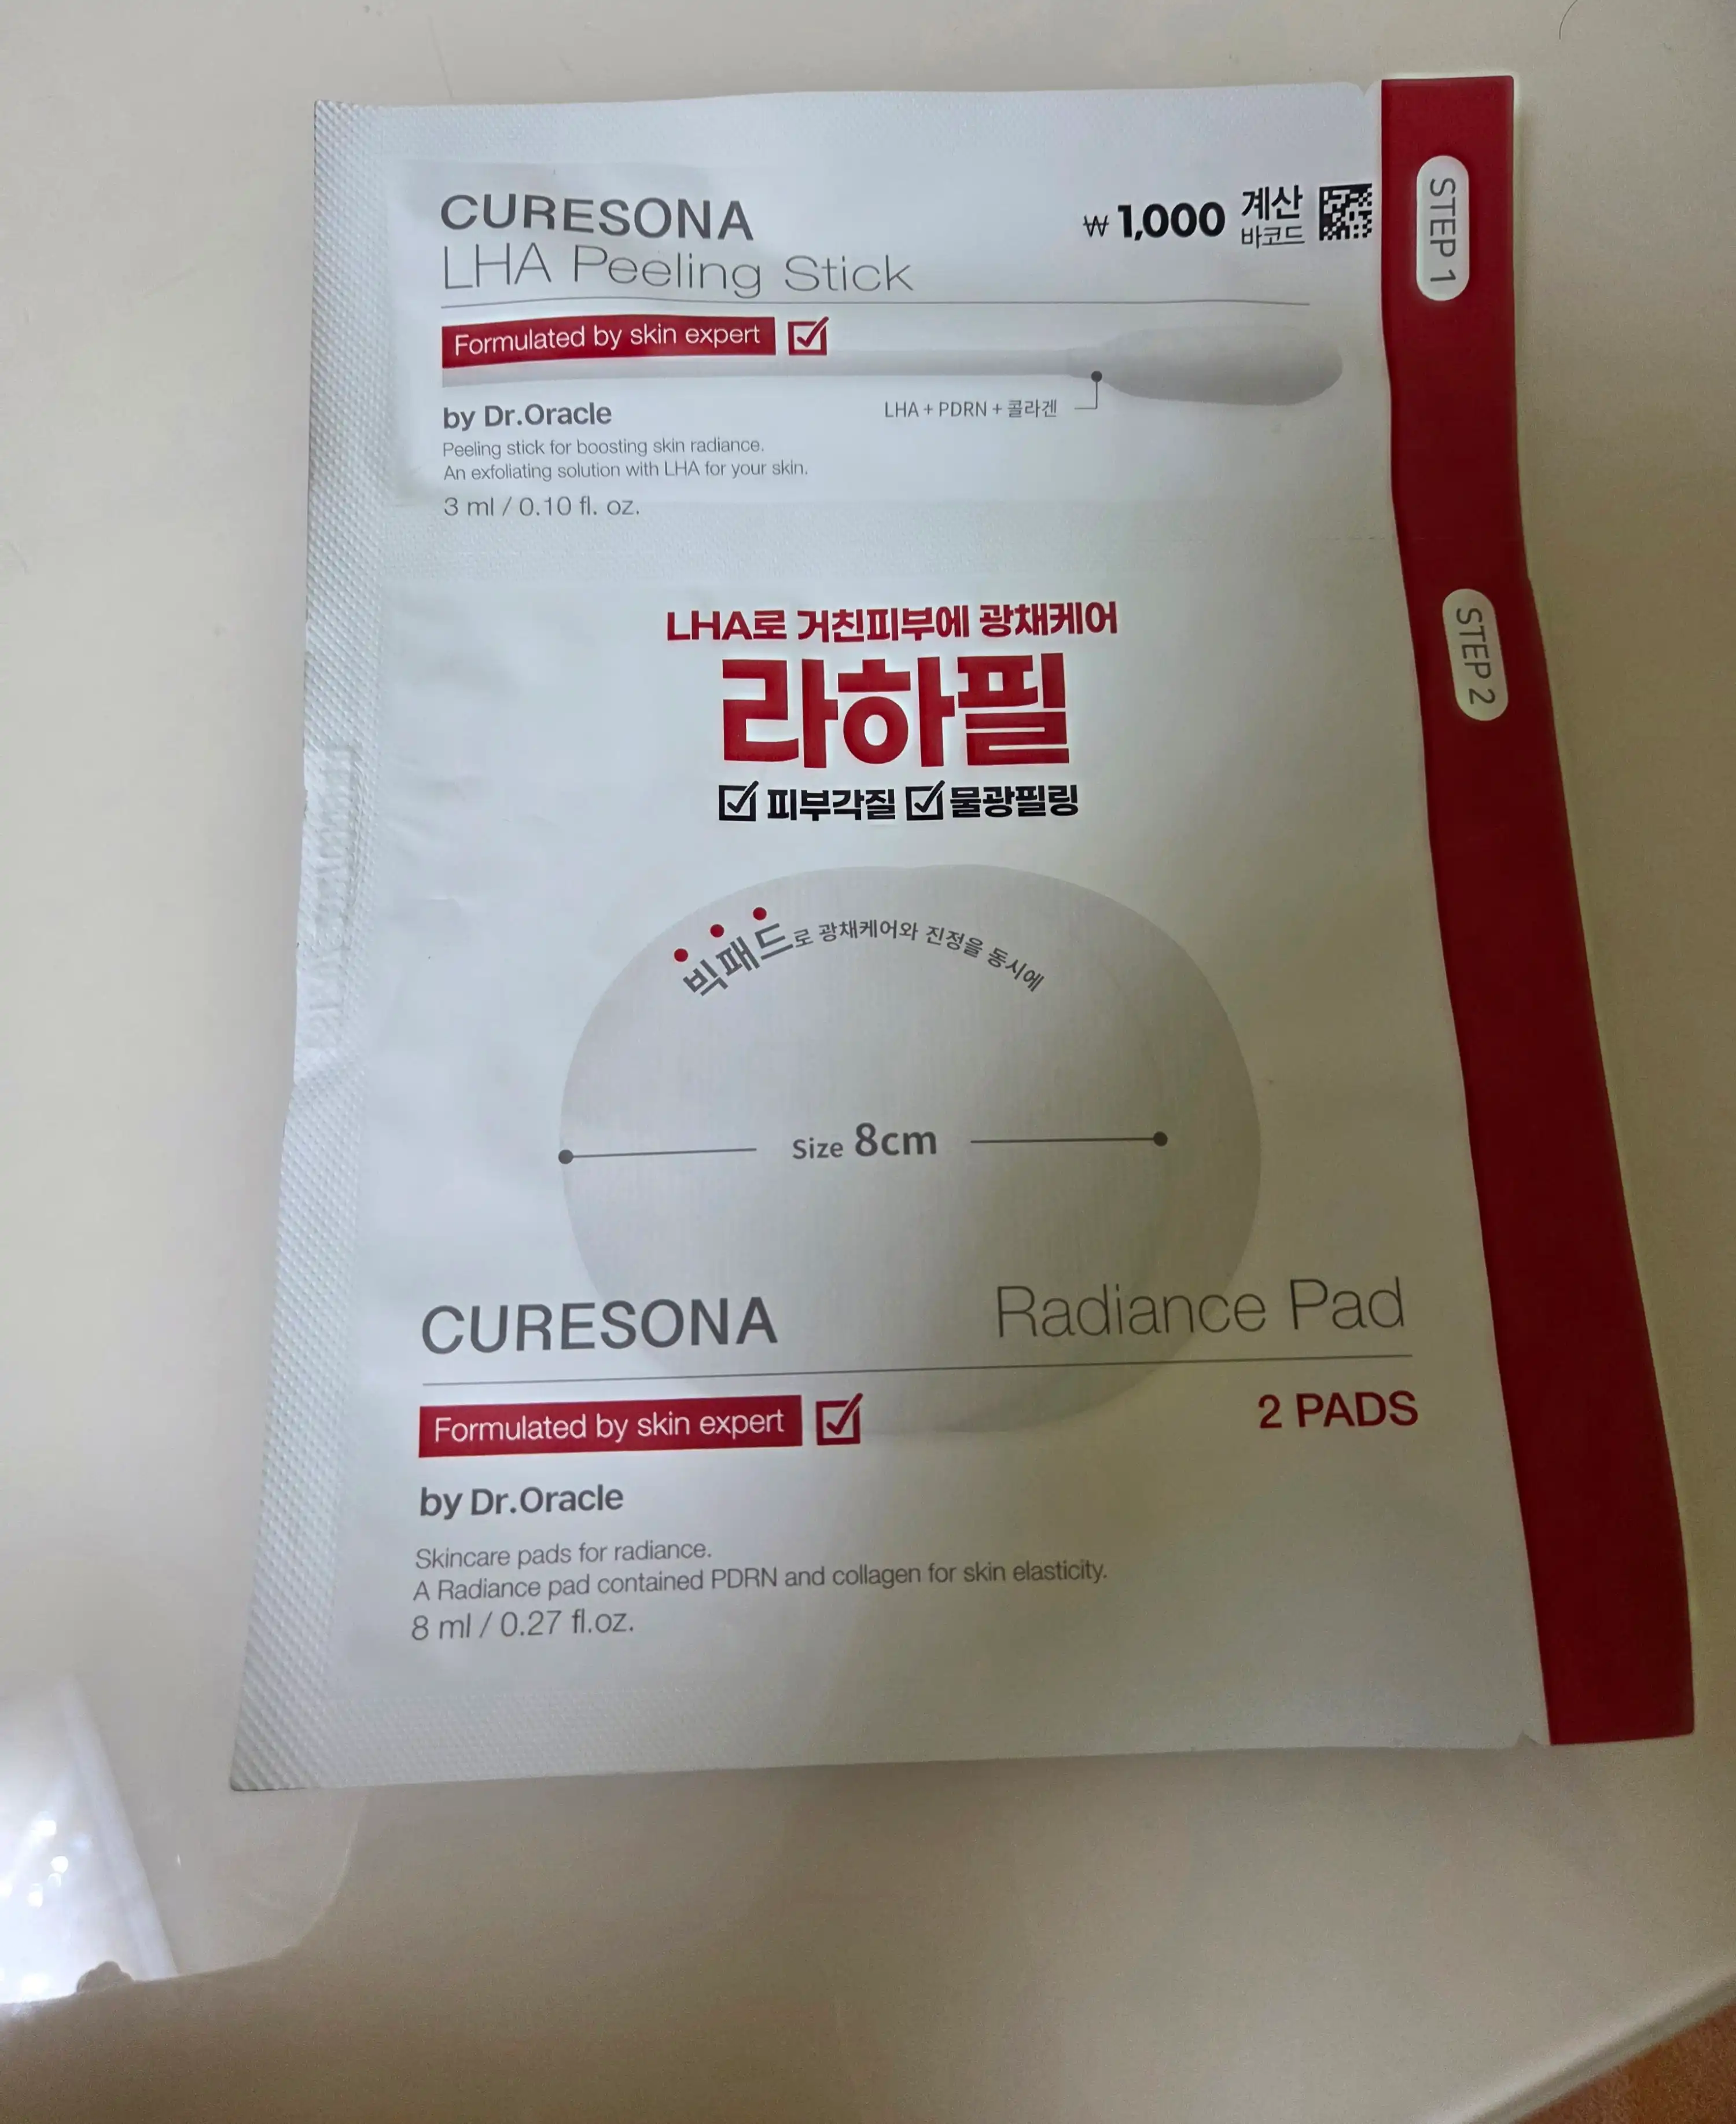 CURESONA
LHA Peeling Stick
₩ 1,000 계산 바코드
STEP 1
Formulated by skin expert
by Dr.Oracle
LHA + PDRN + 콜라겐
Peeling stick for boosting skin radiance.
An exfoliating solution with LHA for your skin.
3 ml / 0.10 fl. oz.
STEP 2
LHA로 거친피부에 광채케어
라하필
피부각질 물광필링
빅패드로 광채케어와 진정을 동시에
Size 8cm
CURESONA Radiance Pad
Formulated by skin expert
2 PADS
by Dr.Oracle
Skincare pads for radiance.
A Radiance pad contained PDRN and collagen for skin elasticity.
8 ml / 0.27 fl.oz.